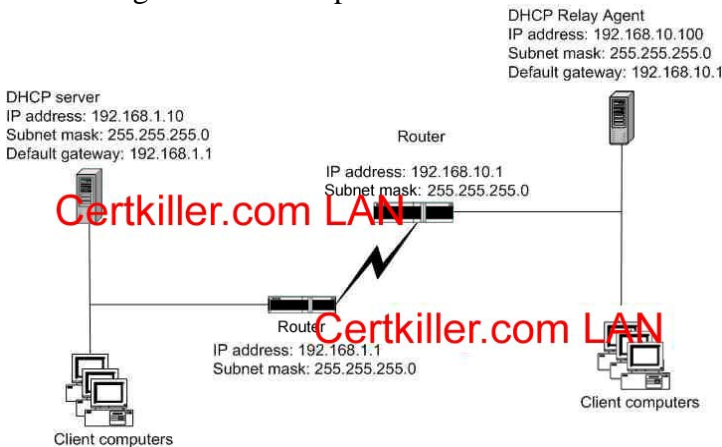 DHCP Relay Agent
IP address: 192.168.10.100
Subnet mask: 255.255.255.0
Default gateway: 192.168.10.1
DHCP server
IP address: 192.168.1.10
Subnet mask: 255.255.255.0
Default gateway: 192.168.1.1
Router
IP address: 192.168.10.1
Subnet mask: 255.255.255.0
Certkiller.com LAN
Router
Certkiller.com LAN
IP address: 192.168.1.1
Subnet mask: 255.255.255.0
Client computers
Client computers